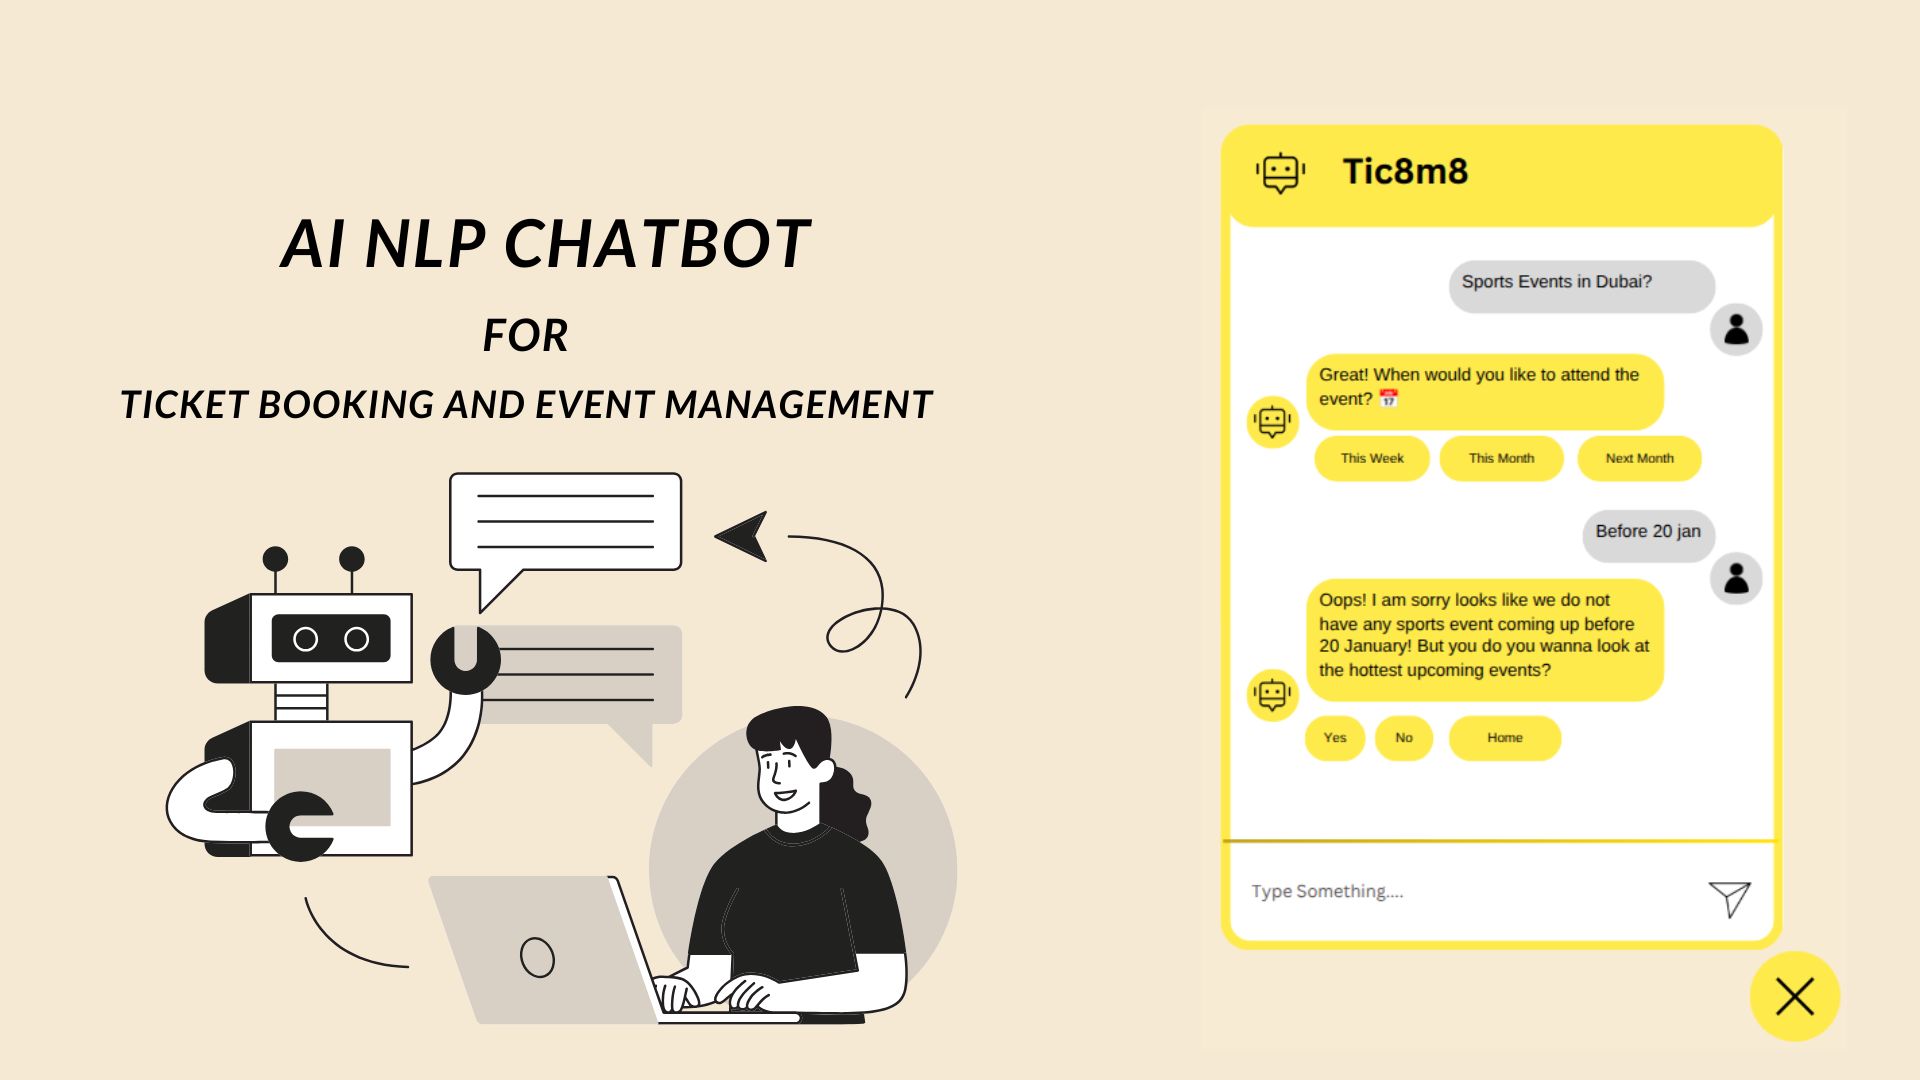 AI NLP CHATBOT
FOR
TICKET BOOKING AND EVENT MANAGEMENT
Tic8m8
Sports Events in Dubai?
Great! When would you like to attend the
event? 📅
This Week
This Month
Next Month
Before 20 jan
Oops! I am sorry looks like we do not
have any sports event coming up before
20 January! But you do you wanna look at
the hottest upcoming events?
Yes
No
Home
Type Something....